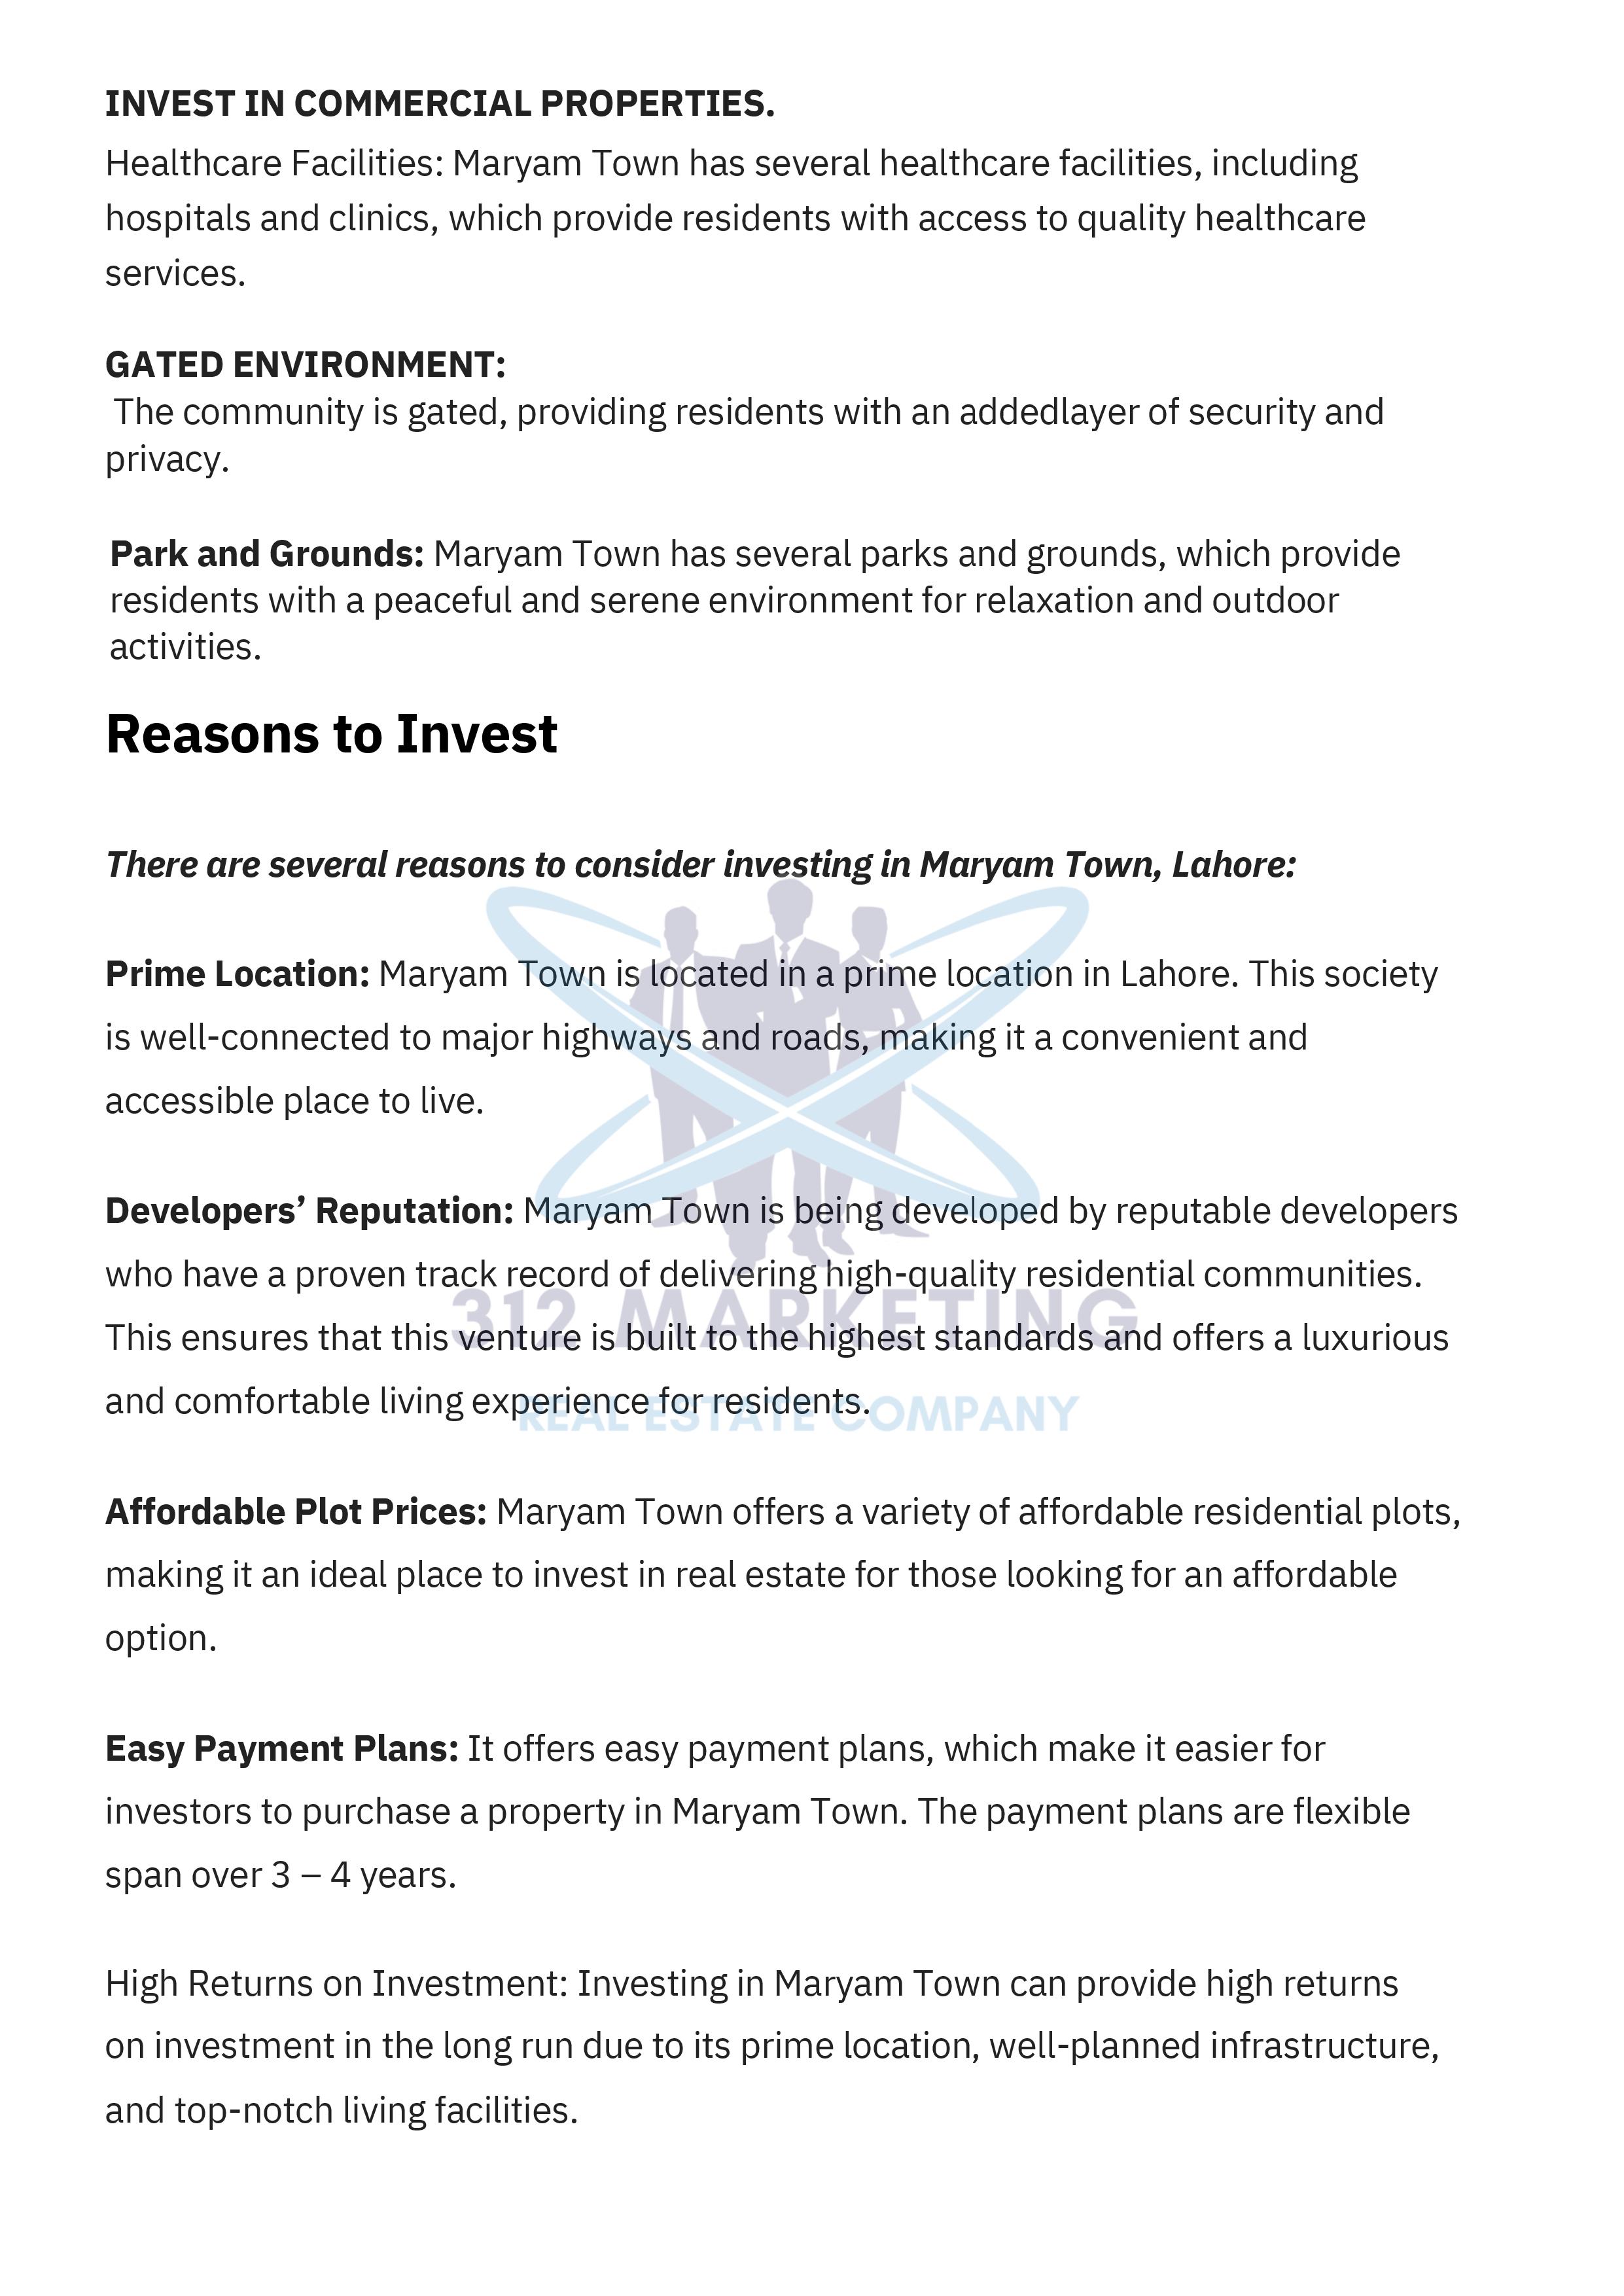 INVEST IN COMMERCIAL PROPERTIES.
Healthcare Facilities: Maryam Town has several healthcare facilities, including
hospitals and clinics, which provide residents with access to quality healthcare
services.
GATED ENVIRONMENT:
The community is gated, providing residents with an addedlayer of security and
privacy.
Park and Grounds: Maryam Town has several parks and grounds, which provide
residents with a peaceful and serene environment for relaxation and outdoor
activities.
Reasons to Invest
There are several reasons to consider investing in Maryam Town, Lahore:
Prime Location: Maryam Town is located in a prime location in Lahore. This society
is well-connected to major highways and roads, making it a convenient and
accessible place to live.
Developers’ Reputation: Maryam Town is being developed by reputable developers
who have a proven track record of delivering high-quality residential communities.
312 MARKETING
This ensures that this venture is built to the highest standards and offers a luxurious
and comfortable living experience for residents.
REAL ESTATE COMPANY
Affordable Plot Prices: Maryam Town offers a variety of affordable residential plots,
making it an ideal place to invest in real estate for those looking for an affordable
option.
Easy Payment Plans: It offers easy payment plans, which make it easier for
investors to purchase a property in Maryam Town. The payment plans are flexible
span over 3 – 4 years.
High Returns on Investment: Investing in Maryam Town can provide high returns
on investment in the long run due to its prime location, well-planned infrastructure,
and top-notch living facilities.